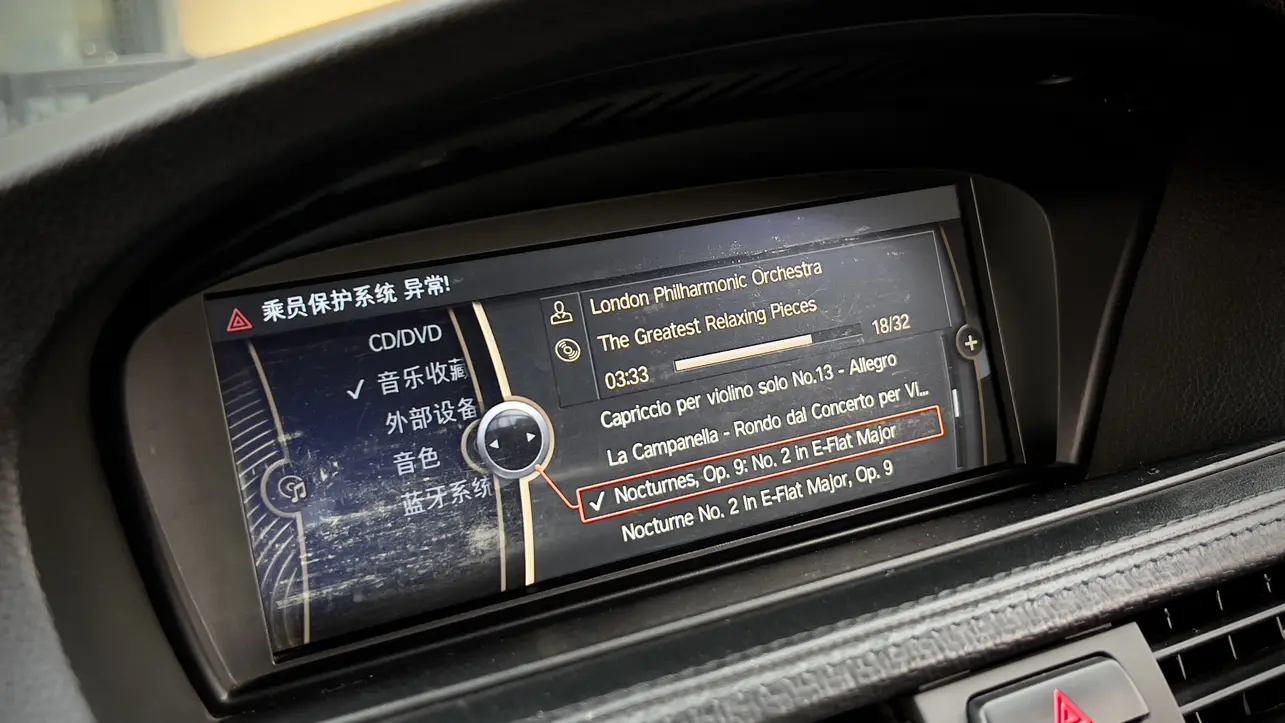 乘员保护系统 异常!
CD/DVD
音乐收藏
外部设备
音色
蓝牙系统
London Philharmonic Orchestra
The Greatest Relaxing Pieces
03:33
18/32
Capriccio per violino solo No.13 - Allegro
La Campanella - Rondo dal Concerto per Vi...
Nocturnes, Op. 9: No. 2 in E-Flat Major
Nocturne No. 2 In E-Flat Major, Op. 9